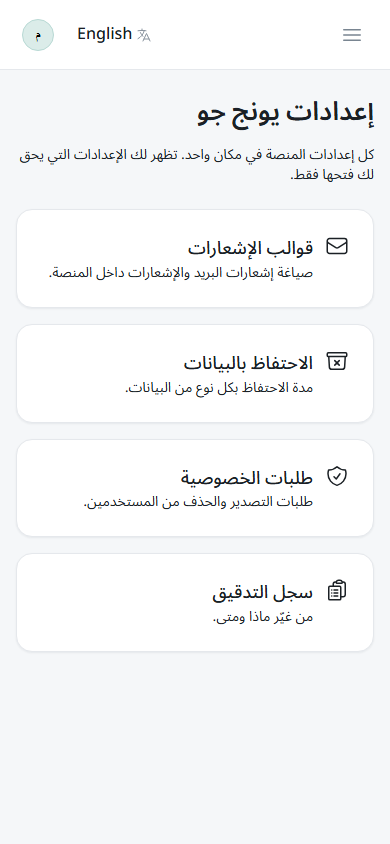 English
م
إعدادات يونج جو
كل إعدادات المنصة في مكان واحد. تظهر لك الإعدادات التي يحق
لك فتحها فقط.
قوالب الإشعارات
صياغة إشعارات البريد والإشعارات داخل المنصة.
الاحتفاظ بالبيانات
مدة الاحتفاظ بكل نوع من البيانات.
طلبات الخصوصية
طلبات التصدير والحذف من المستخدمين.
سجل التدقيق
من غيّر ماذا ومتى.